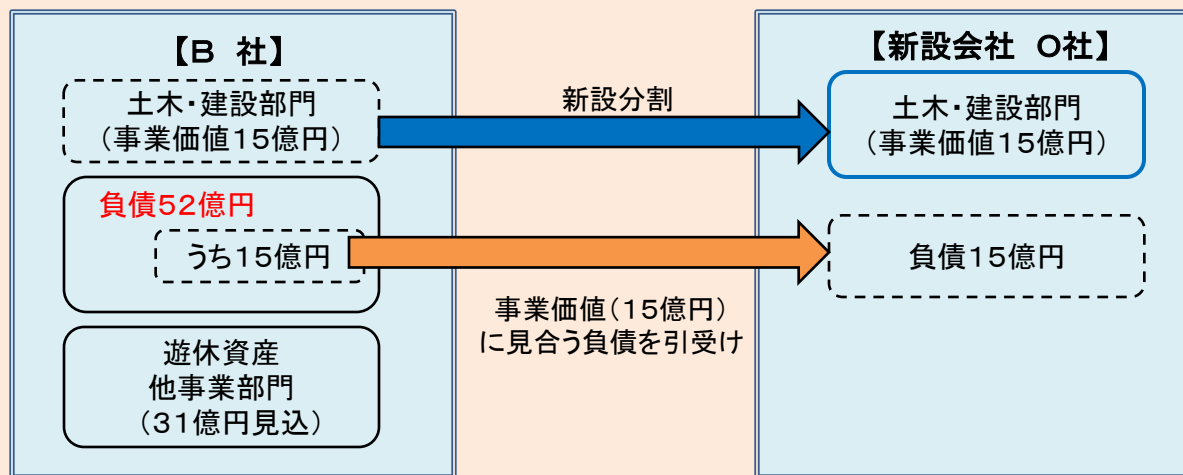 【B 社】
土木・建設部門
(事業価値15億円)
負債52億円
うち15億円
遊休資産
他事業部門
(31億円見込)
新設分割
事業価値(15億円)
に見合う負債を引受け
【新設会社 O社】
土木・建設部門
(事業価値15億円)
負債15億円